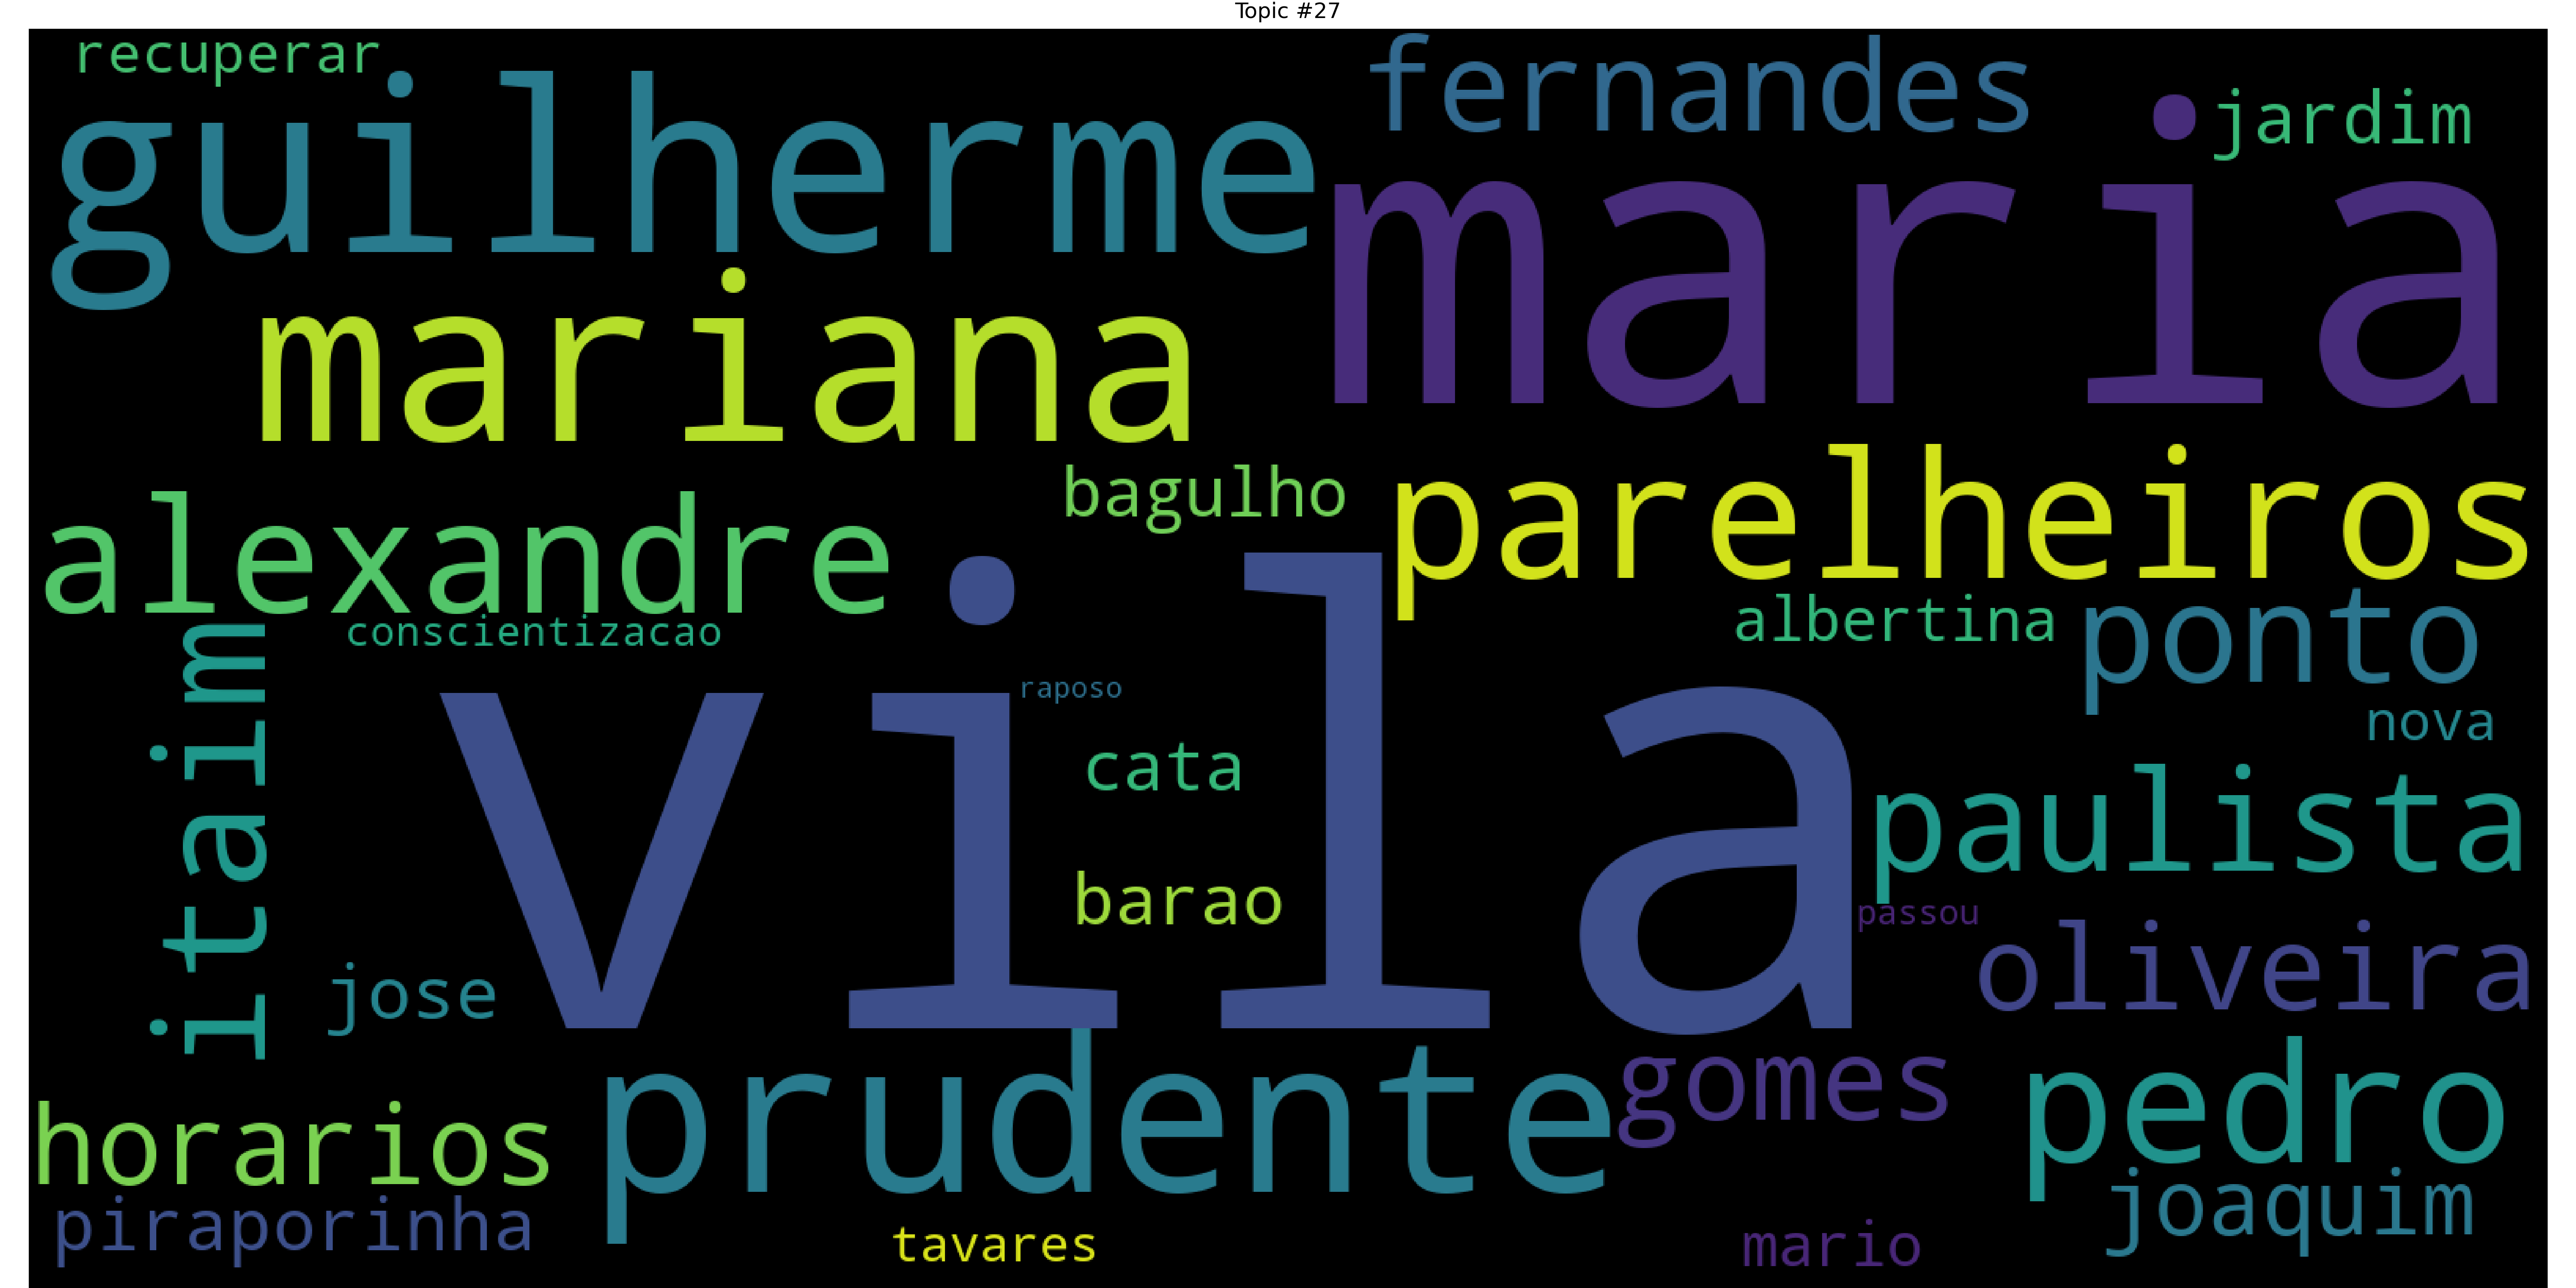 Topic #27
recuperar
fernandes
jardim
guilherme
maria
mariana
bagulho
parelheiros
alexandre
albertina
ponto
conscientizacao
itaim
raposo
nova
vila
cata
paulista
barao
passou
jose
oliveira
prudente
gomes
pedro
horarios
joaquim
piraporinha
tavares
mario